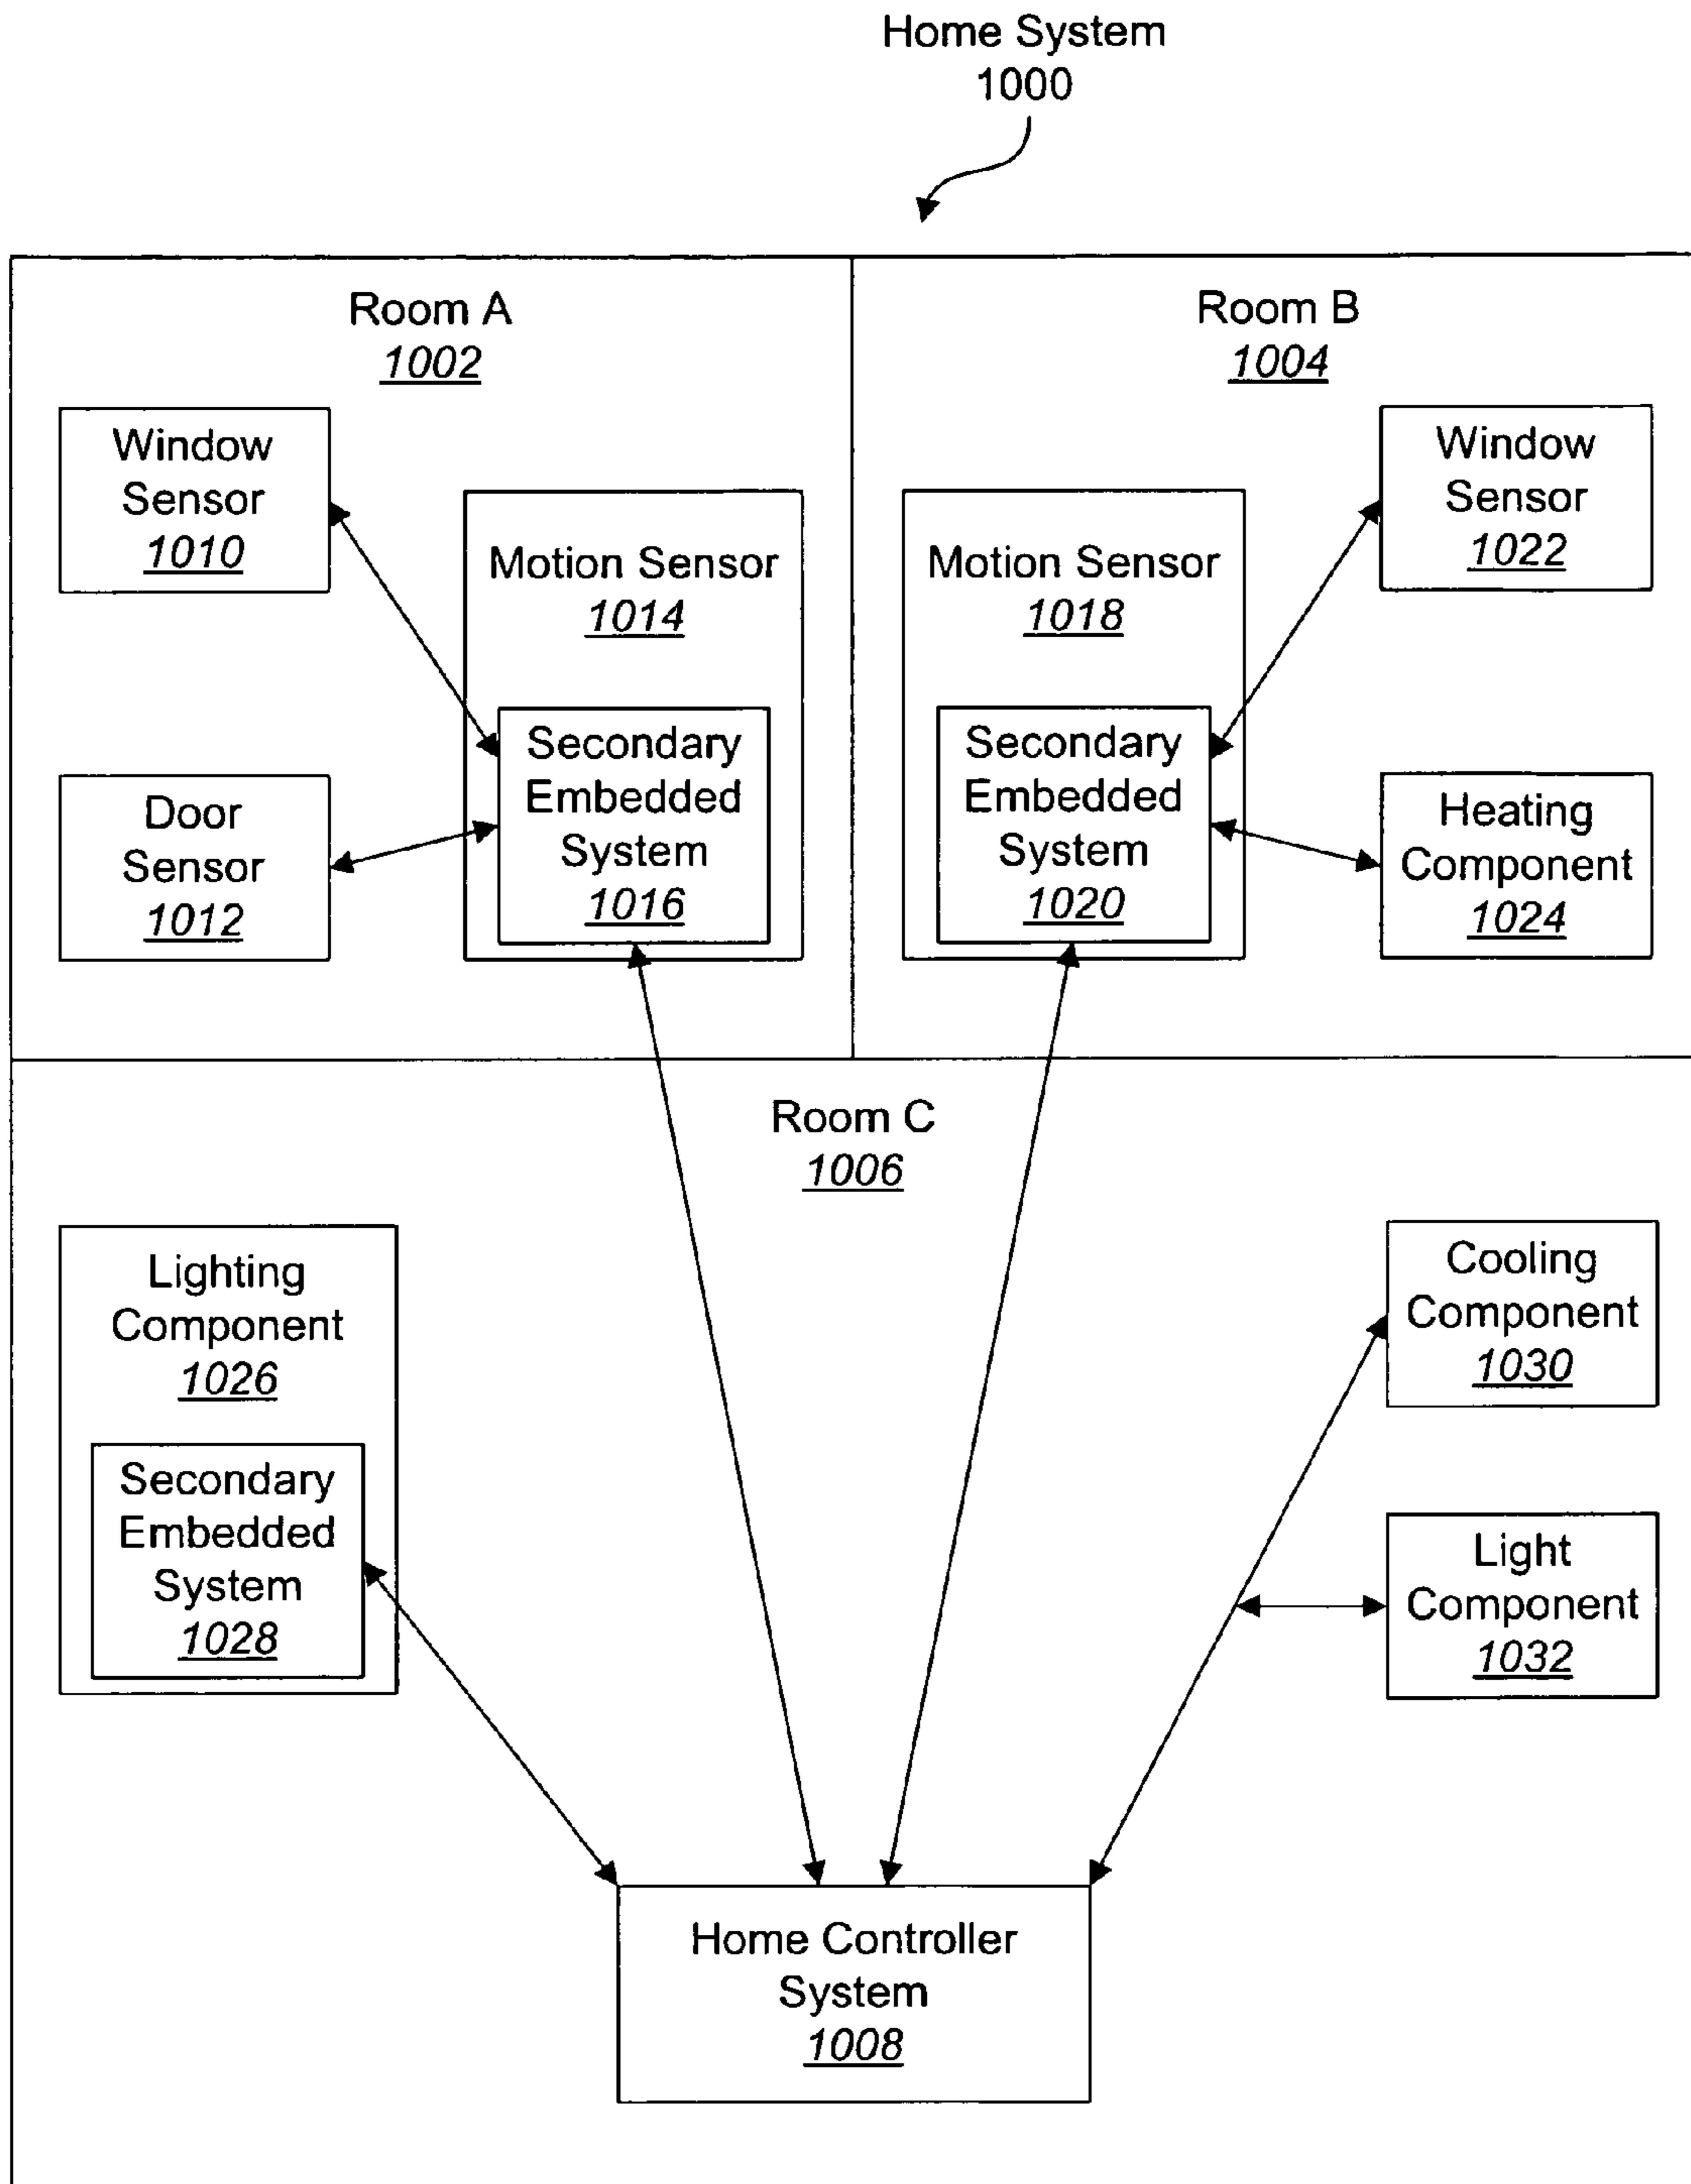 Home System
1000
Room A
1002
Window
Sensor
1010
Motion Sensor
1014
Secondary
Embedded
System
1016
Door
Sensor
1012
Room B
1004
Motion Sensor
1018
Secondary
Embedded
System
1020
Window
Sensor
1022
Heating
Component
1024
Room C
1006
Lighting
Component
1026
Secondary
Embedded
System
1028
Cooling
Component
1030
Light
Component
1032
Home Controller
System
1008